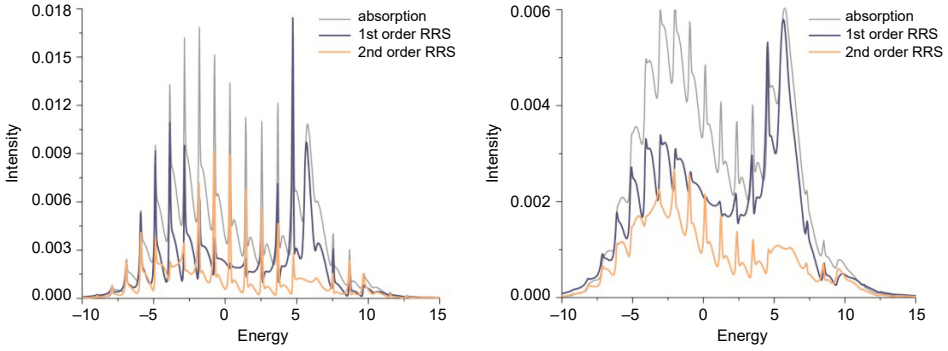 0.018
0.015
0.012
0.009
0.006
0.003
0.000
Intensity
−10
−5
0
5
10
15
Energy
absorption
1st order RRS
2nd order RRS
0.006
0.004
0.002
0.000
Intensity
−10
−5
0
5
10
15
Energy
absorption
1st order RRS
2nd order RRS